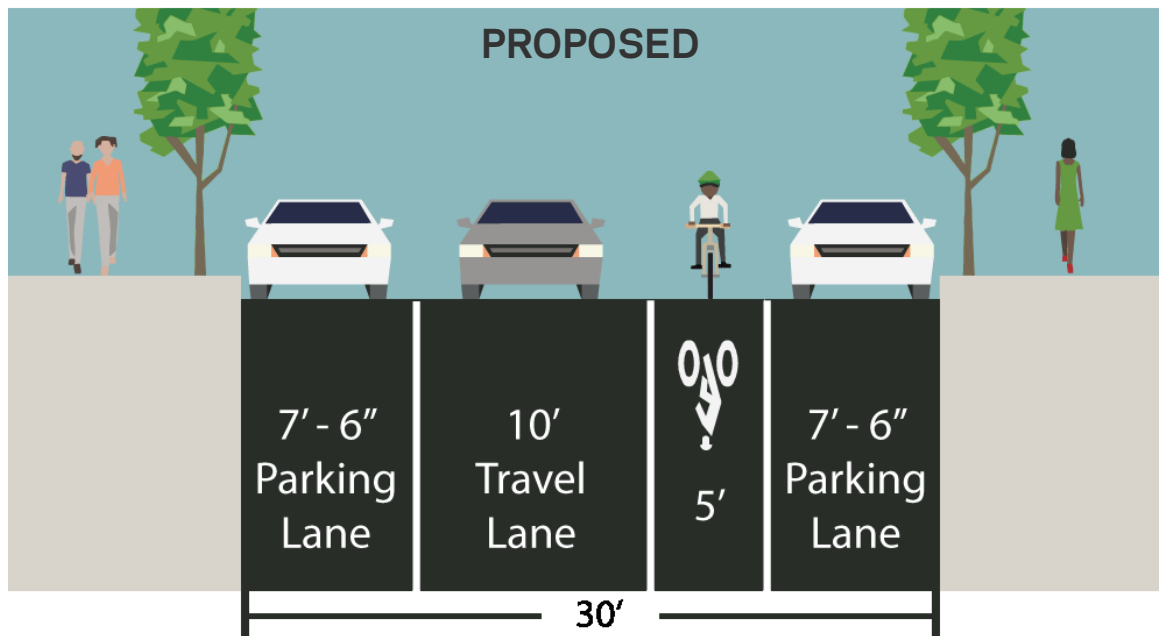 PROPOSED
7’ - 6”
Parking
Lane
10’
Travel
Lane
5’
7’ - 6”
Parking
Lane
30’